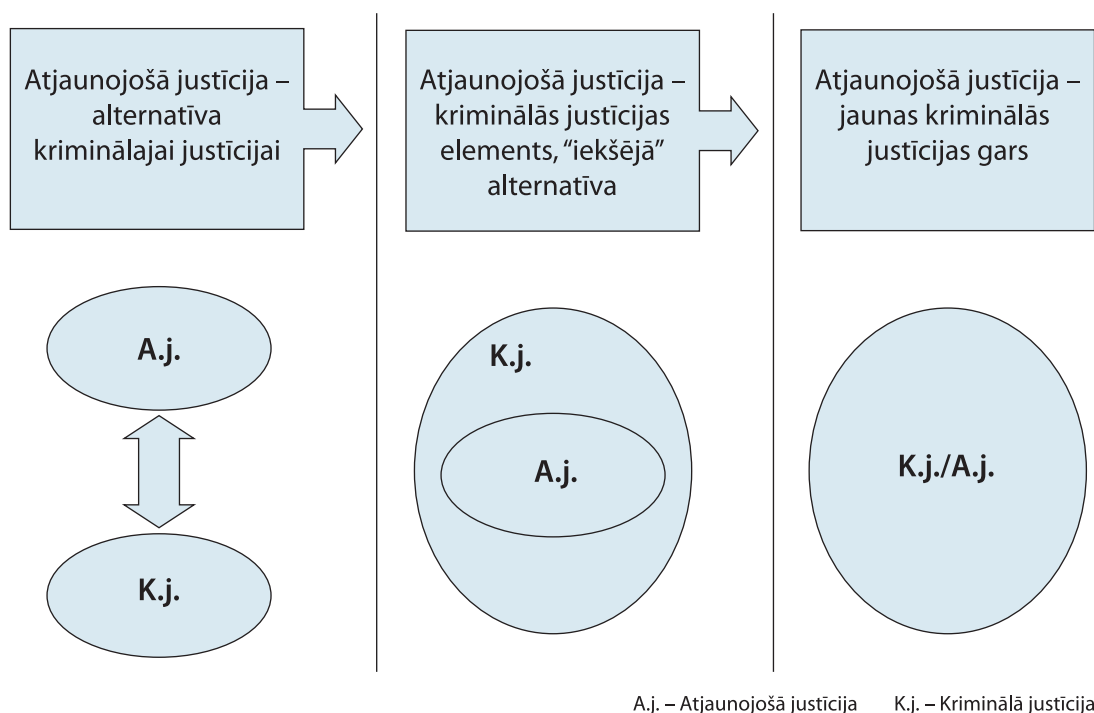 Atjaunojošā justīcija –
alternatīva
kriminālajai justīcijai
Atjaunojošā justīcija –
kriminālās justīcijas
elements, “iekšējā”
alternatīva
Atjaunojošā justīcija –
jaunas kriminālās
justīcijas gars
A.j.
K.j.
K.j.
A.j.
K.j./A.j.
A.j. – Atjaunojošā justīcija K.j. – Kriminālā justīcija